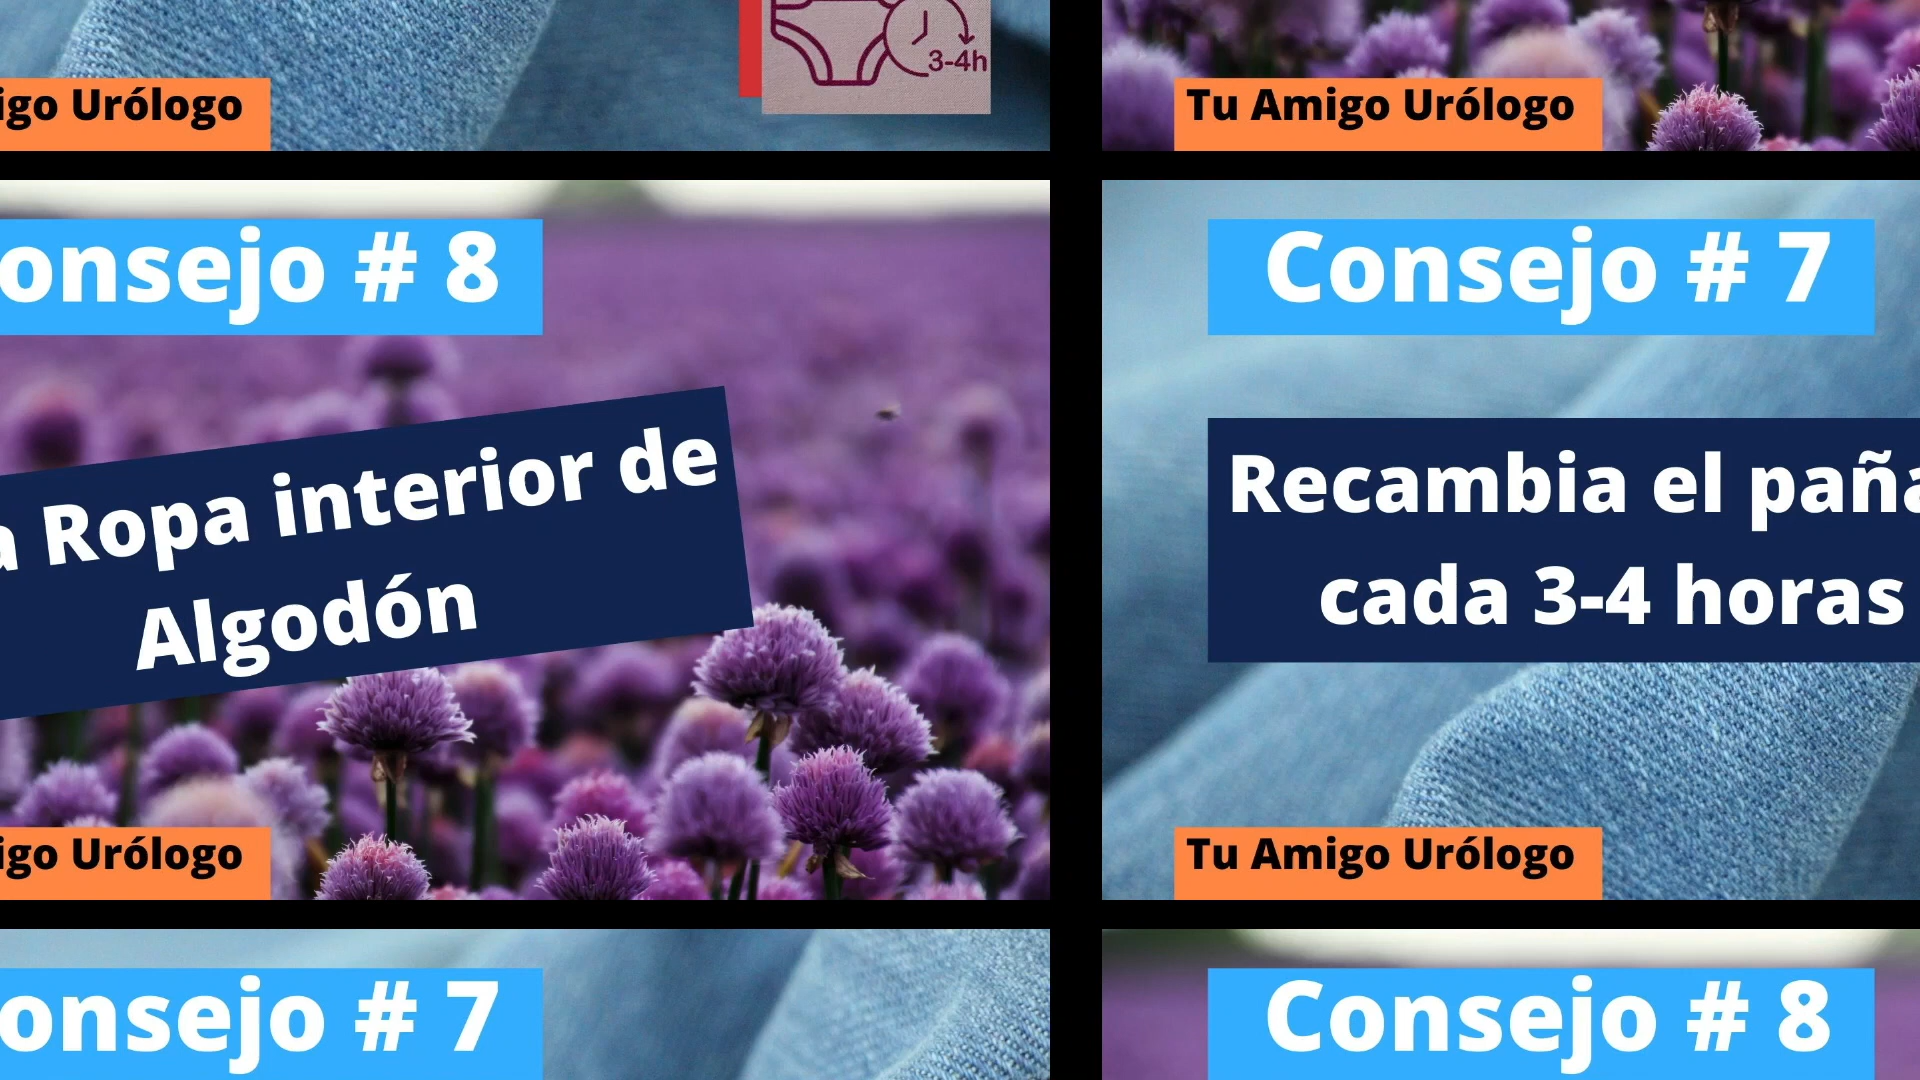 3-4h
igo Urólogo
Tu Amigo Urólogo
onsejo # 8
a Ropa interior de
Algodón
igo Urólogo
Consejo # 7
Recambia el paña
cada 3-4 horas
Tu Amigo Urólogo
onsejo # 7
Consejo # 8